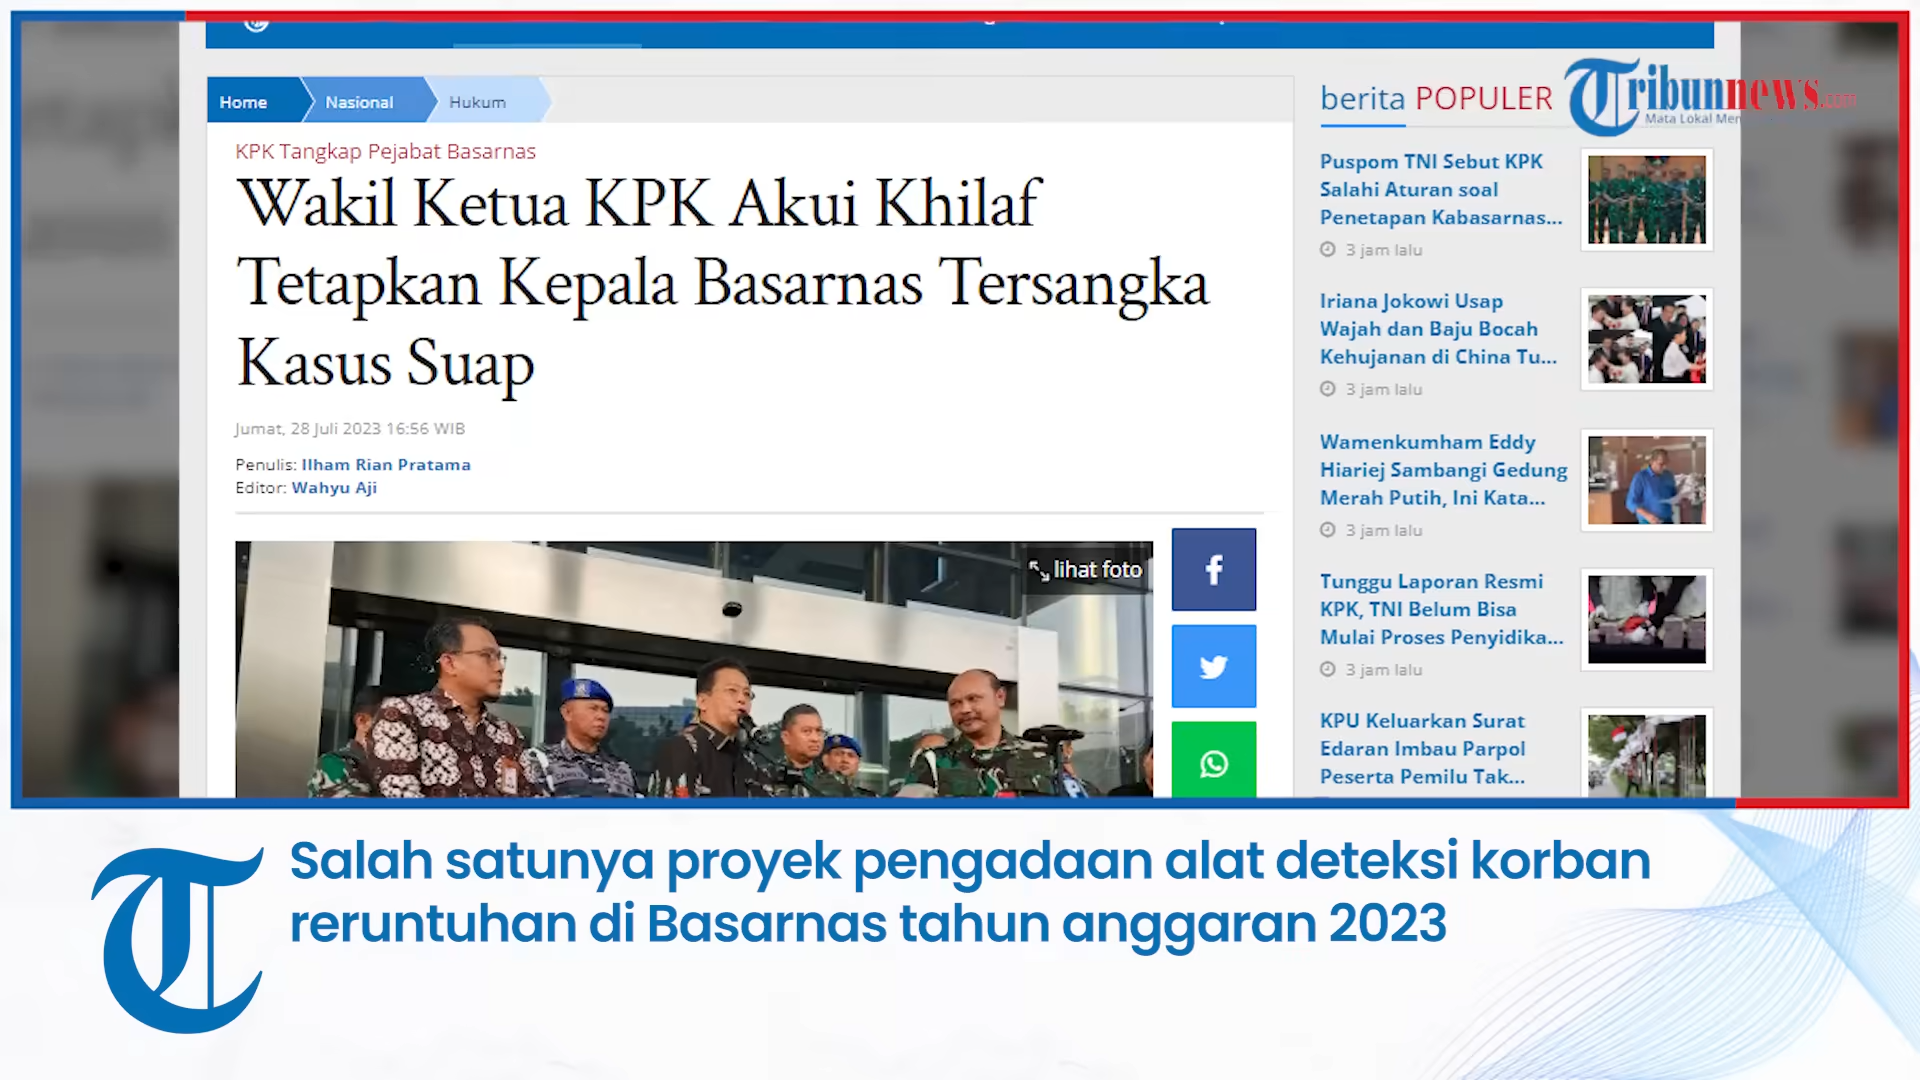 Home
Nasional
Hukum
KPK Tangkap Pejabat Basarnas
Wakil Ketua KPK Akui Khilaf
Tetapkan Kepala Basarnas Tersangka
Kasus Suap
Jumat, 28 Juli 2023 16:56 WIB
Penulis: Ilham Rian Pratama
Editor: Wahyu Aji
lihat foto
berita POPULER
Tribunnews.com
Mata Lokal
Puspom TNI Sebut KPK
Salahi Aturan soal
Penetapan Kabasarnas...
3 jam lalu
Iriana Jokowi Usap
Wajah dan Baju Bocah
Kehujanan di China Tu...
3 jam lalu
Wamenkumham Eddy
Hiariej Sambangi Gedung
Merah Putih, Ini Kata...
3 jam lalu
Tunggu Laporan Resmi
KPK, TNI Belum Bisa
Mulai Proses Penyidika...
3 jam lalu
KPU Keluarkan Surat
Edaran Imbau Parpol
Peserta Pemilu Tak...
Salah satunya proyek pengadaan alat deteksi korban
reruntuhan di Basarnas tahun anggaran 2023